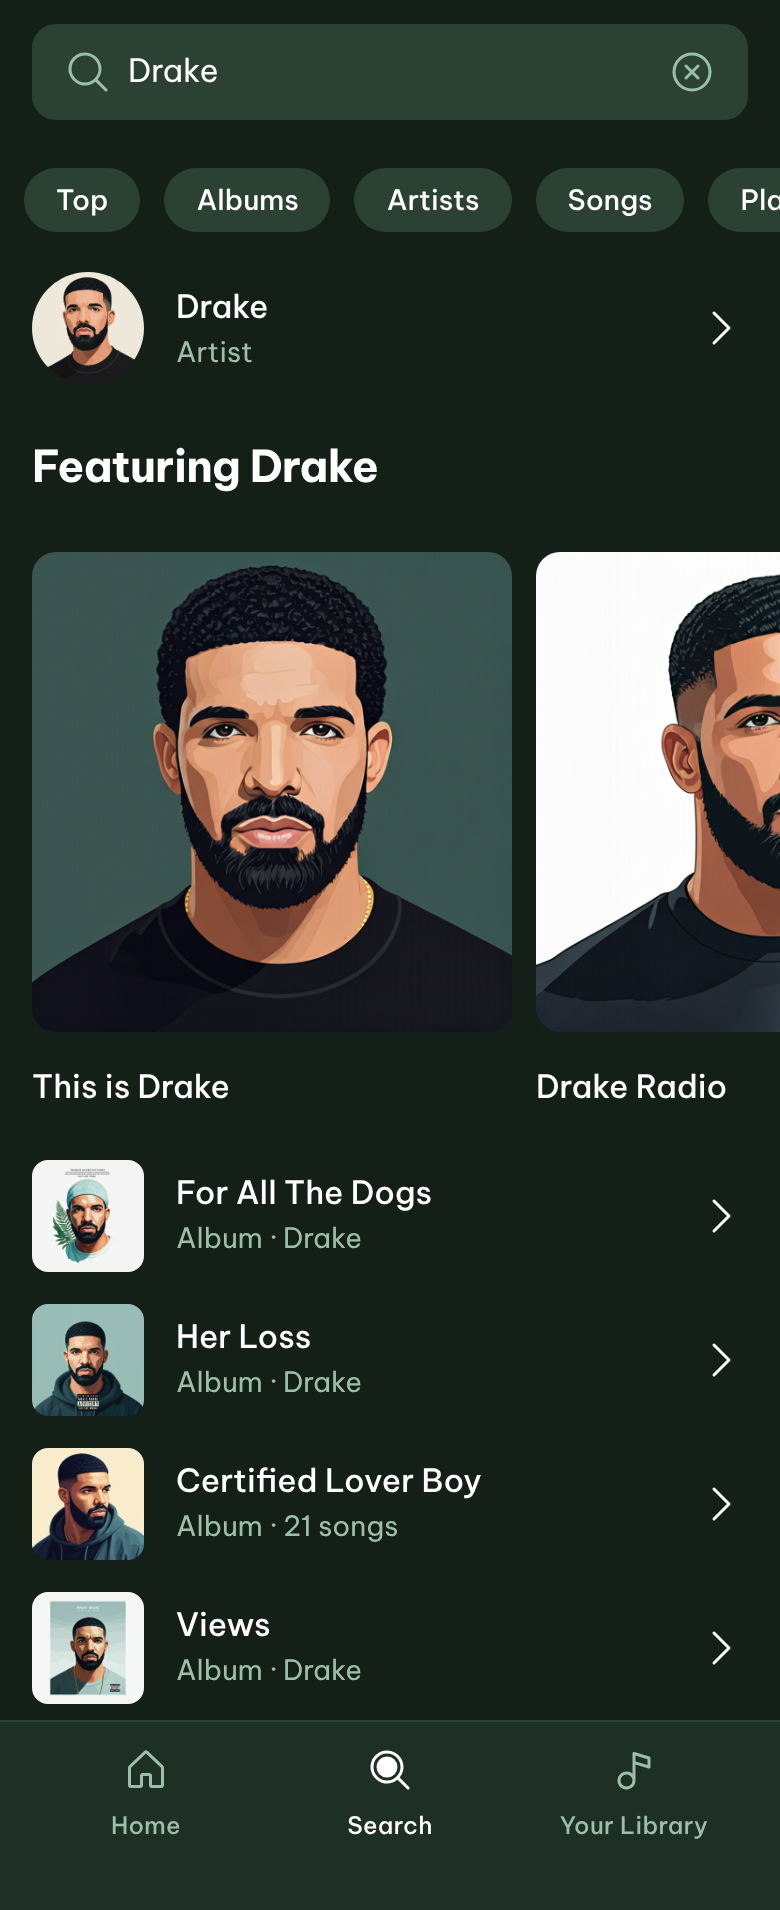 Drake
Top
Albums
Artists
Songs
Pla
Drake
Artist
Featuring Drake
This is Drake
Drake Radio
For All The Dogs
Album · Drake
Her Loss
Album · Drake
Certified Lover Boy
Album · 21 songs
Views
Album · Drake
Home
Search
Your Library